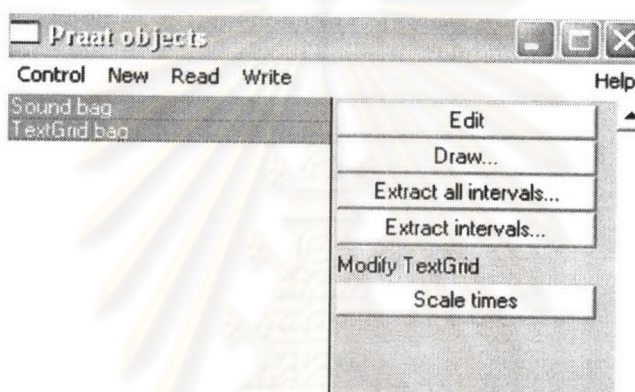 Praat objects
Control New Read Write Help
Sound bag
TextGrid bag
Edit
Draw...
Extract all intervals...
Extract intervals...
Modify TextGrid
Scale times